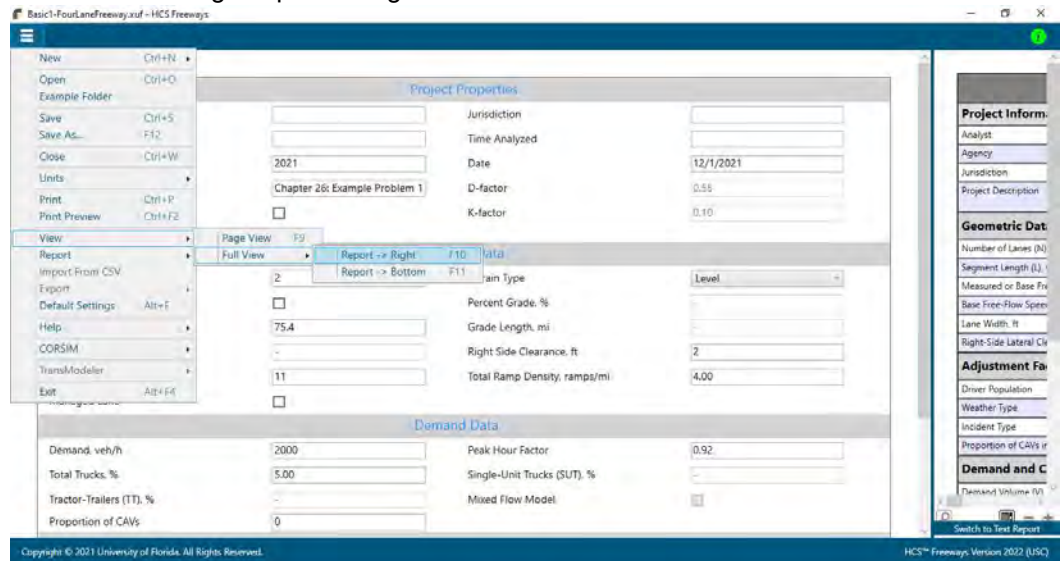 Basic1-FourLaneFreeway.xuf - HCS Freeways
New Ctrl+N
Open Ctrl+O
Example Folder
Save Ctrl+S
Save As... F12
Close Ctrl+W
Units
Print Ctrl+P
Print Preview Ctrl+F2
View
Report
Import From CSV
Export
Default Settings
Help
CORSIM
TransModeler
Exit Alt+F4
Page View F9
Full View
Report -> Right F10
Report -> Bottom F11
Project Properties
Jurisdiction
Time Analyzed
2021 Date 12/1/2021
Chapter 26: Example Problem 1 D-factor 0.55
K-factor 0.10
Data
2 Type Level
Percent Grade, %
75.4 Grade Length, mi -
- Right Side Clearance, ft 2
11 Total Ramp Density, ramps/mi 4.00
Demand Data
Demand, veh/h 2000 Peak Hour Factor 0.92
Total Trucks, % 5.00 Single-Unit Trucks (SUT), % -
Tractor-Trailers (TT), % - Mixed Flow Model
Proportion of CAVs 0
Project Inform
Analyst
Agency
Jurisdiction
Project Description
Geometric Dat
Number of Lanes (N)
Segment Length (L),
Measured or Base Fre
Base Free-Flow Spee
Lane Width, ft
Right-Side Lateral Cle
Adjustment Fa
Driver Population
Weather Type
Incident Type
Proportion of CAVs in
Demand and C
Demand Volume (V)
Switch to Text Report
Copyright © 2021 University of Florida. All Rights Reserved. HCS™ Freeways Version 2022 (USC)